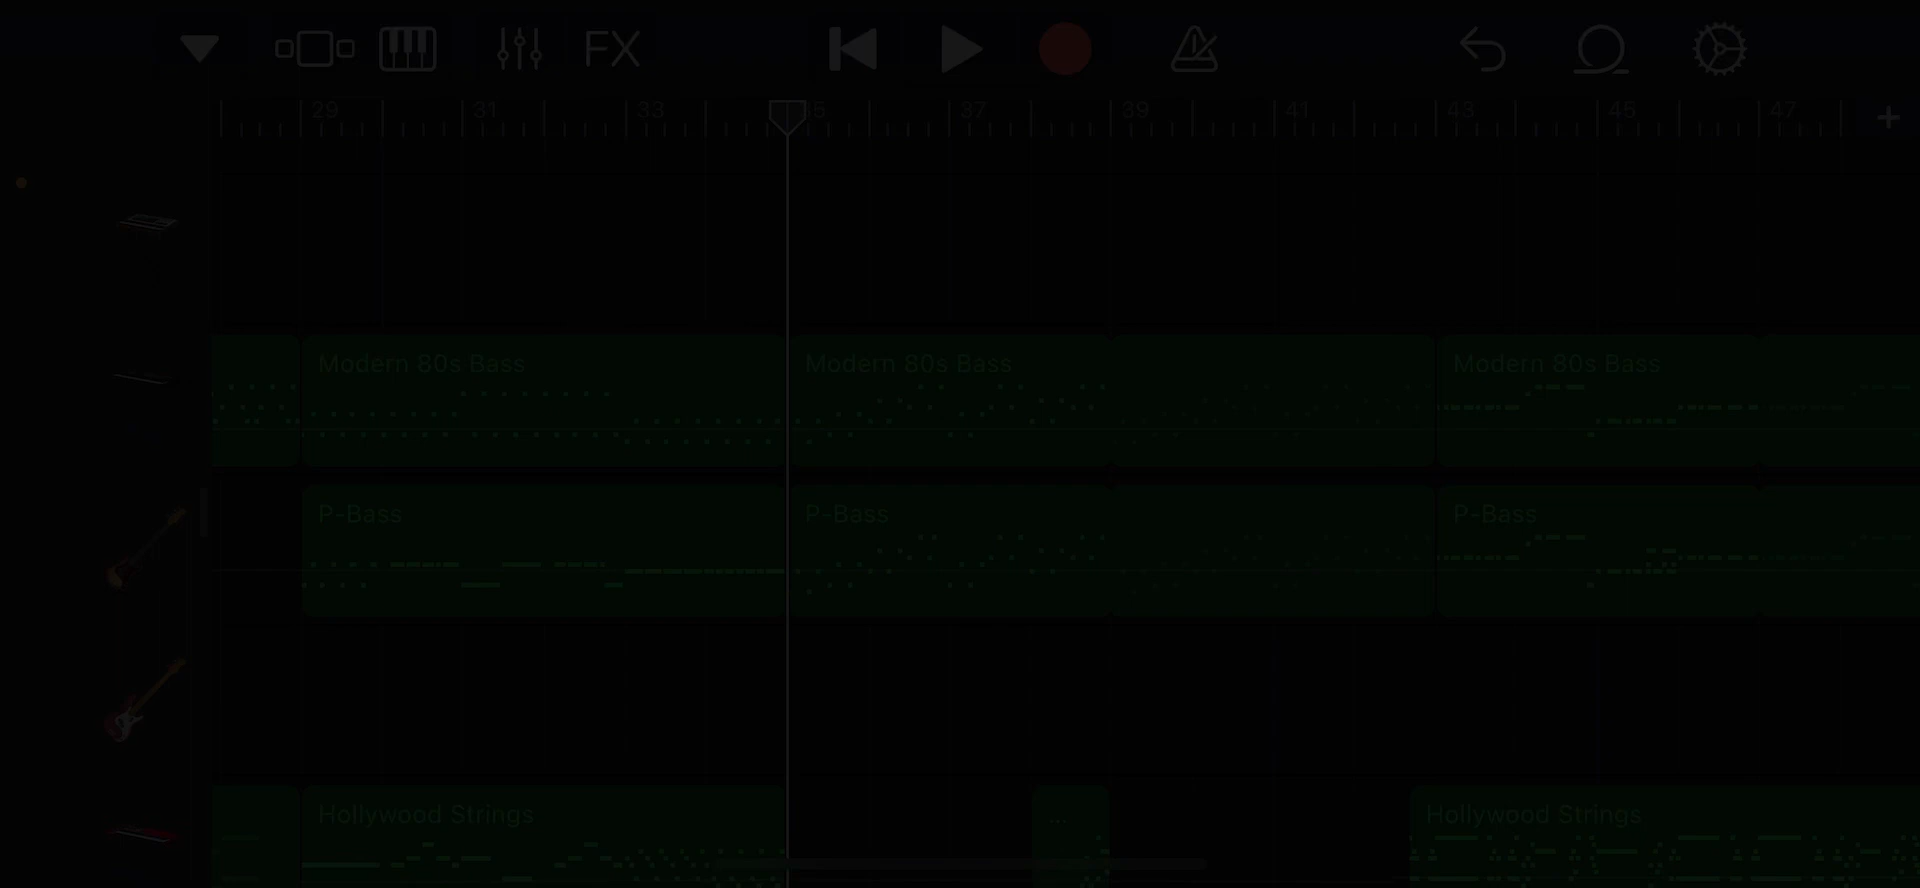 FX
29 31 33 35 37 39 41 43 45 47 +
Modern 80s Bass Modern 80s Bass Modern 80s Bass
P-Bass P-Bass P-Bass
Hollywood Strings ... Hollywood Strings